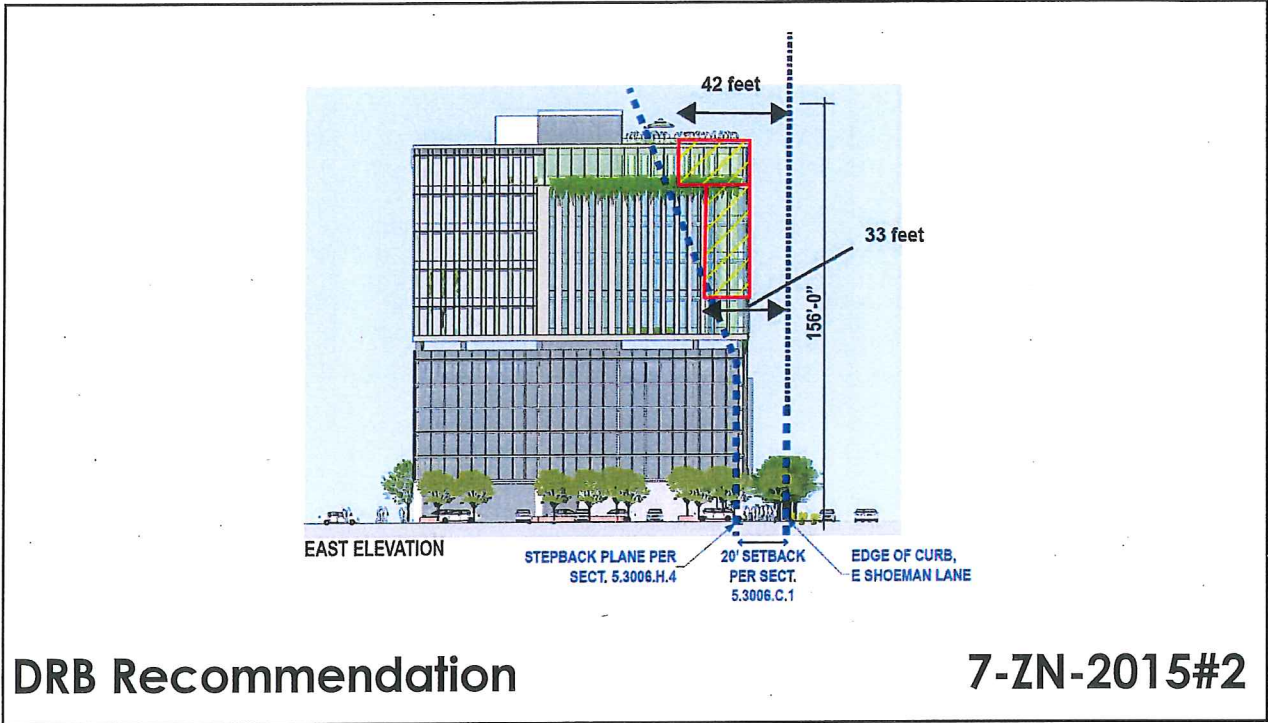 42 feet
33 feet
156'-0"
EAST ELEVATION
STEPBACK PLANE PER
SECT. 5.3006.H.4
20' SETBACK
PER SECT.
5.3006.C.1
EDGE OF CURB,
E SHOEMAN LANE
DRB Recommendation
7-ZN-2015#2